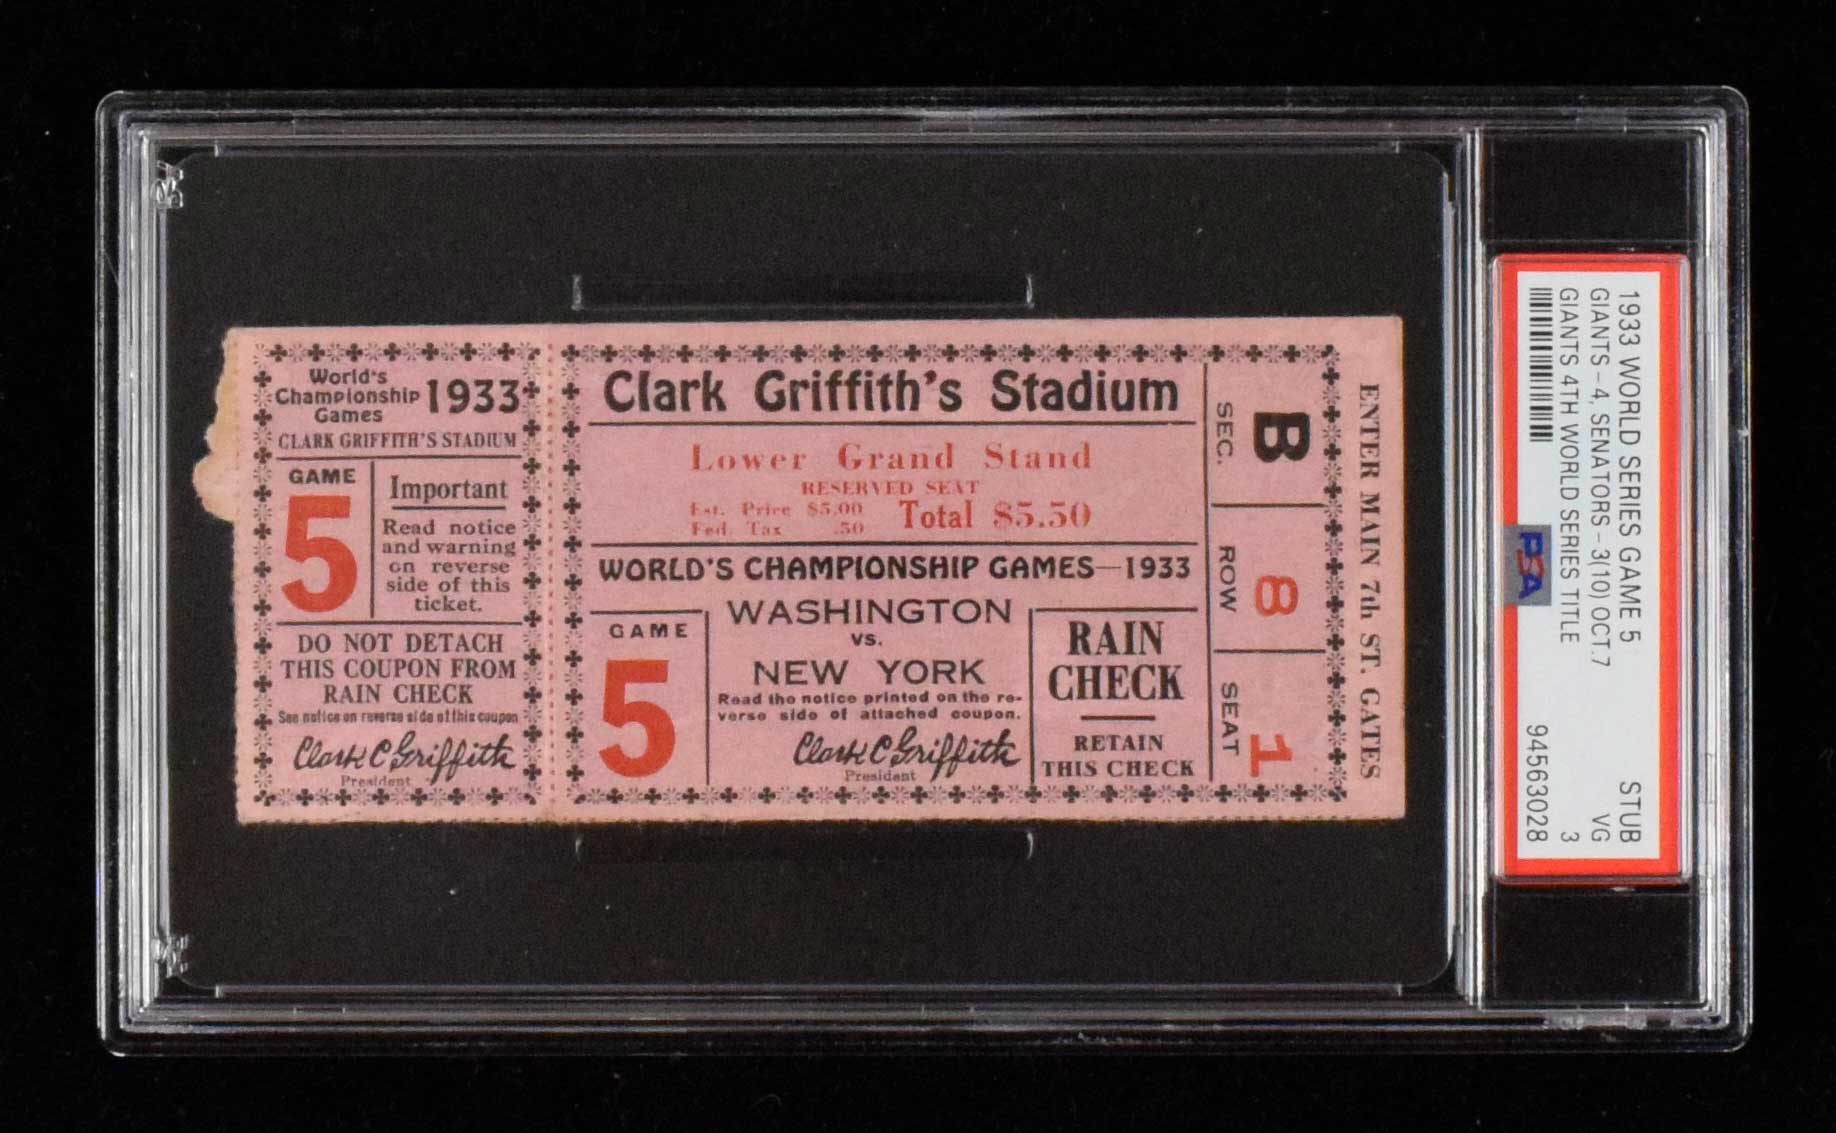 World's
Championship
Games
1933
CLARK GRIFFITH'S STADIUM
GAME
5
Important
Read notice
and warning
on reverse
side of this
ticket.
DO NOT DETACH
THIS COUPON FROM
RAIN CHECK
See notice on reverse side of this coupon
Clark C Griffith
President
Clark Griffith's Stadium
Lower Grand Stand
RESERVED SEAT
Est. Price $5.00
Fed. Tax .50
Total $5.50
WORLD'S CHAMPIONSHIP GAMES—1933
GAME
5
WASHINGTON
VS.
NEW YORK
Read the notice printed on the re-
verse side of attached coupon.
Clark C Griffith
President
RAIN
CHECK
RETAIN
THIS CHECK
SEC. B
ROW 8
SEAT 1
ENTER MAIN 7th ST. GATES
1933 WORLD SERIES GAME 5 STUB
GIANTS - 4, SENATORS - 3(10) OCT.7 VG
GIANTS 4TH WORLD SERIES TITLE 3
94563028
PSA